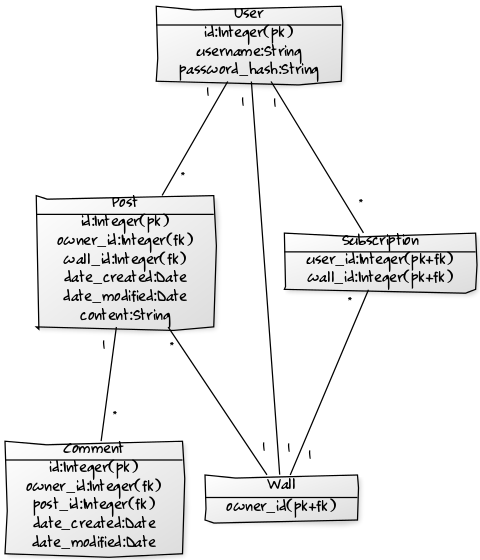 User
id:Integer(pk)
username:String
password_hash:String
1
1
1
*
*
Post
id:Integer(pk)
owner_id:Integer(fk)
wall_id:Integer(fk)
date_created:Date
date_modified:Date
content:String
Subscription
user_id:Integer(pk+fk)
wall_id:Integer(pk+fk)
*
1
*
*
1
1
1
Comment
id:Integer(pk)
owner_id:Integer(fk)
post_id:Integer(fk)
date_created:Date
date_modified:Date
Wall
owner_id(pk+fk)